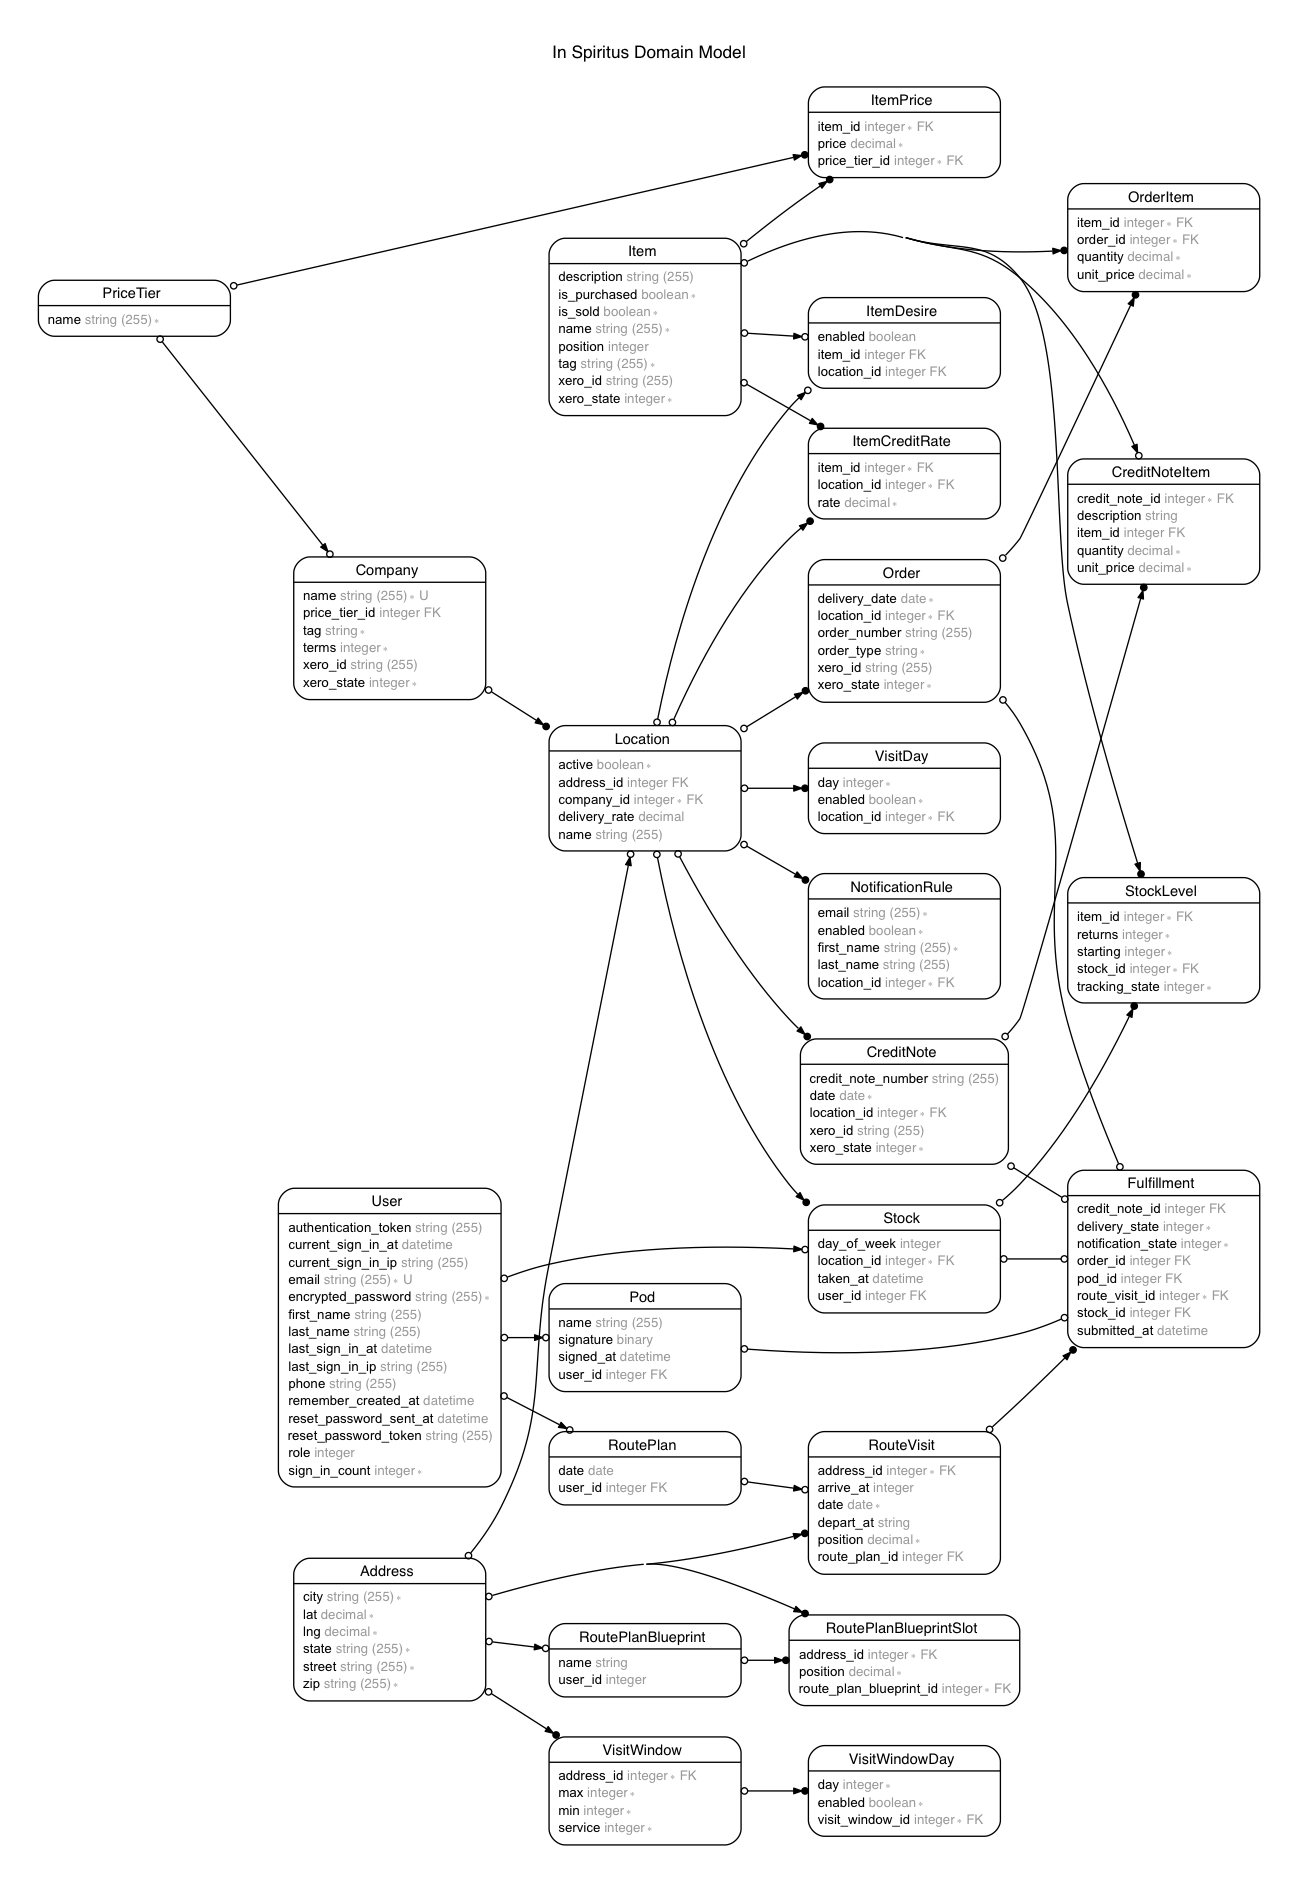 In Spiritus Domain Model
ItemPrice
item_id integer ∗ FK
price decimal ∗
price_tier_id integer ∗ FK
OrderItem
item_id integer ∗ FK
order_id integer ∗ FK
quantity decimal ∗
unit_price decimal ∗
Item
description string (255)
is_purchased boolean ∗
is_sold boolean ∗
name string (255) ∗
position integer
tag string (255) ∗
xero_id string (255)
xero_state integer ∗
PriceTier
name string (255) ∗
ItemDesire
enabled boolean
item_id integer FK
location_id integer FK
ItemCreditRate
item_id integer ∗ FK
location_id integer ∗ FK
rate decimal ∗
CreditNoteItem
credit_note_id integer ∗ FK
description string
item_id integer FK
quantity decimal ∗
unit_price decimal ∗
Company
name string (255) ∗ U
price_tier_id integer FK
tag string ∗
terms integer ∗
xero_id string (255)
xero_state integer ∗
Order
delivery_date date ∗
location_id integer ∗ FK
order_number string (255)
order_type string ∗
xero_id string (255)
xero_state integer ∗
Location
active boolean ∗
address_id integer FK
company_id integer ∗ FK
delivery_rate decimal
name string (255)
VisitDay
day integer ∗
enabled boolean ∗
location_id integer ∗ FK
NotificationRule
email string (255) ∗
enabled boolean ∗
first_name string (255) ∗
last_name string (255)
location_id integer ∗ FK
StockLevel
item_id integer ∗ FK
returns integer ∗
starting integer ∗
stock_id integer ∗ FK
tracking_state integer ∗
CreditNote
credit_note_number string (255)
date date ∗
location_id integer ∗ FK
xero_id string (255)
xero_state integer ∗
Fulfillment
credit_note_id integer FK
delivery_state integer ∗
notification_state integer ∗
order_id integer FK
pod_id integer FK
route_visit_id integer ∗ FK
stock_id integer FK
submitted_at datetime
User
authentication_token string (255)
current_sign_in_at datetime
current_sign_in_ip string (255)
email string (255) ∗ U
encrypted_password string (255) ∗
first_name string (255)
last_name string (255)
last_sign_in_at datetime
last_sign_in_ip string (255)
phone string (255)
remember_created_at datetime
reset_password_sent_at datetime
reset_password_token string (255)
role integer
sign_in_count integer ∗
Stock
day_of_week integer
location_id integer ∗ FK
taken_at datetime
user_id integer FK
Pod
name string (255)
signature binary
signed_at datetime
user_id integer FK
RoutePlan
date date
user_id integer FK
RouteVisit
address_id integer ∗ FK
arrive_at integer
date date ∗
depart_at string
position decimal ∗
route_plan_id integer FK
Address
city string (255) ∗
lat decimal ∗
lng decimal ∗
state string (255) ∗
street string (255) ∗
zip string (255) ∗
RoutePlanBlueprint
name string
user_id integer
RoutePlanBlueprintSlot
address_id integer ∗ FK
position decimal ∗
route_plan_blueprint_id integer ∗ FK
VisitWindow
address_id integer ∗ FK
max integer ∗
min integer ∗
service integer ∗
VisitWindowDay
day integer ∗
enabled boolean ∗
visit_window_id integer ∗ FK